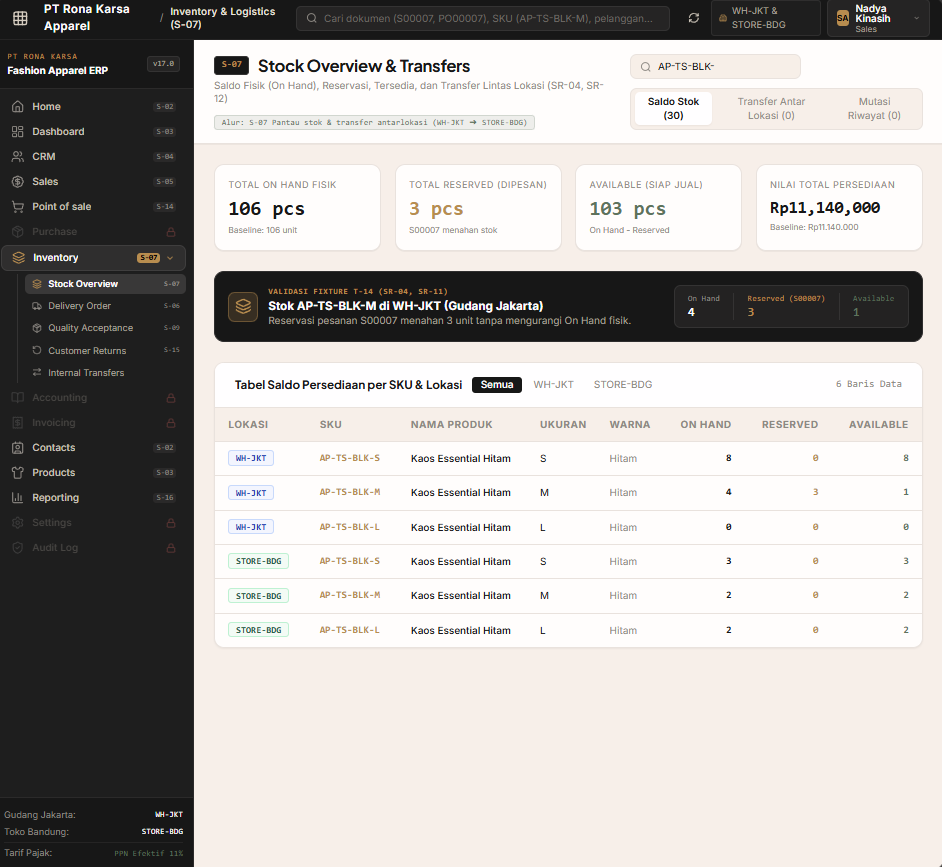 PT Rona Karsa
Apparel
/
Inventory & Logistics
(S-07)
Cari dokumen (S00007, PO00007), SKU (AP-TS-BLK-M), pelanggan...
WH-JKT &
STORE-BDG
SA
Nadya
Kinasih
Sales
PT RONA KARSA
Fashion Apparel ERP
v17.0
Home S-02
Dashboard S-03
CRM S-04
Sales S-05
Point of sale S-14
Purchase
Inventory S-07
Stock Overview S-07
Delivery Order S-06
Quality Acceptance S-09
Customer Returns S-15
Internal Transfers
Accounting
Invoicing
Contacts S-02
Products S-03
Reporting S-16
Settings
Audit Log
Gudang Jakarta: WH-JKT
Toko Bandung: STORE-BDG
Tarif Pajak: PPN Efektif 11%
S-07 Stock Overview & Transfers
Saldo Fisik (On Hand), Reservasi, Tersedia, dan Transfer Lintas Lokasi (SR-04, SR-
12)
Alur: S-07 Pantau stok & transfer antarlokasi (WH-JKT ➔ STORE-BDG)
AP-TS-BLK-
Saldo Stok
(30)
Transfer Antar
Lokasi (0)
Mutasi
Riwayat (0)
TOTAL ON HAND FISIK
106 pcs
Baseline: 106 unit
TOTAL RESERVED (DIPESAN)
3 pcs
S00007 menahan stok
AVAILABLE (SIAP JUAL)
103 pcs
On Hand - Reserved
NILAI TOTAL PERSEDIAAN
Rp11,140,000
Baseline: Rp11.140.000
VALIDASI FIXTURE T-14 (SR-04, SR-11)
Stok AP-TS-BLK-M di WH-JKT (Gudang Jakarta)
Reservasi pesanan S00007 menahan 3 unit tanpa mengurangi On Hand fisik.
On Hand
4
Reserved (S00007)
3
Available
1
Tabel Saldo Persediaan per SKU & Lokasi Semua WH-JKT STORE-BDG 6 Baris Data
LOKASI SKU NAMA PRODUK UKURAN WARNA ON HAND RESERVED AVAILABLE
WH-JKT AP-TS-BLK-S Kaos Essential Hitam S Hitam 8 0 8
WH-JKT AP-TS-BLK-M Kaos Essential Hitam M Hitam 4 3 1
WH-JKT AP-TS-BLK-L Kaos Essential Hitam L Hitam 0 0 0
STORE-BDG AP-TS-BLK-S Kaos Essential Hitam S Hitam 3 0 3
STORE-BDG AP-TS-BLK-M Kaos Essential Hitam M Hitam 2 0 2
STORE-BDG AP-TS-BLK-L Kaos Essential Hitam L Hitam 2 0 2